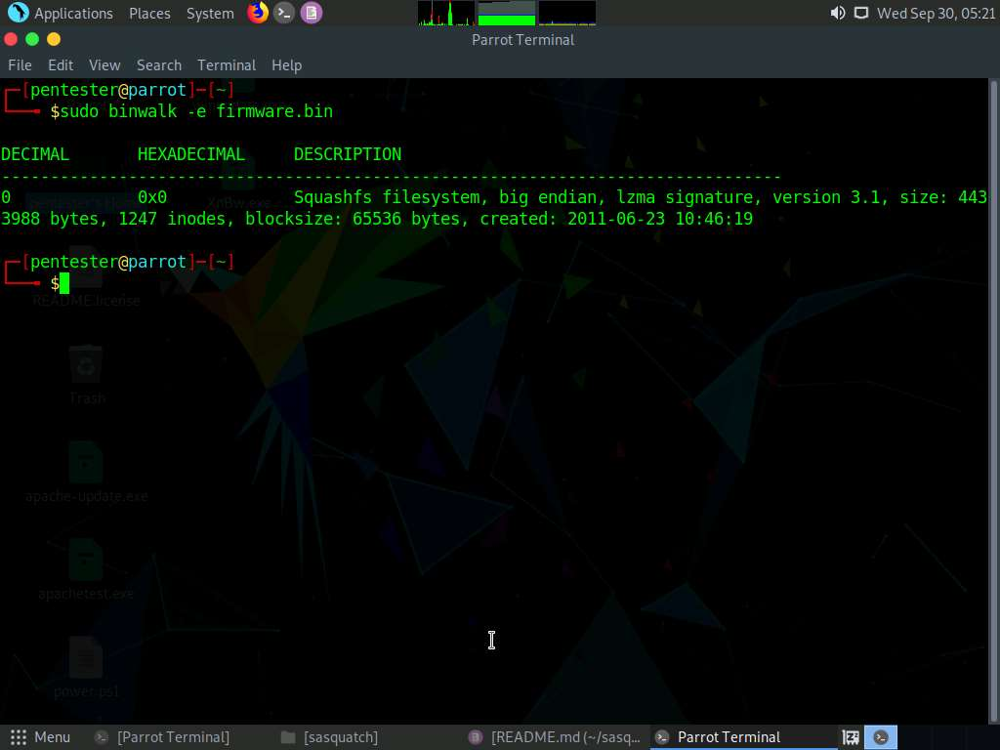 Applications Places System Wed Sep 30, 05:21
Parrot Terminal
File Edit View Search Terminal Help
┌─[pentester@parrot]─[~]
└──╼ $sudo binwalk -e firmware.bin
DECIMAL HEXADECIMAL DESCRIPTION
--------------------------------------------------------------------------------
0 0x0 Squashfs filesystem, big endian, lzma signature, version 3.1, size: 443
3988 bytes, 1247 inodes, blocksize: 65536 bytes, created: 2011-06-23 10:46:19
┌─[pentester@parrot]─[~]
└──╼ $
README.license
Trash
apache-update.exe
apachetest.exe
power.ps1
Menu [Parrot Terminal] [sasquatch] [README.md (~/sasq... Parrot Terminal